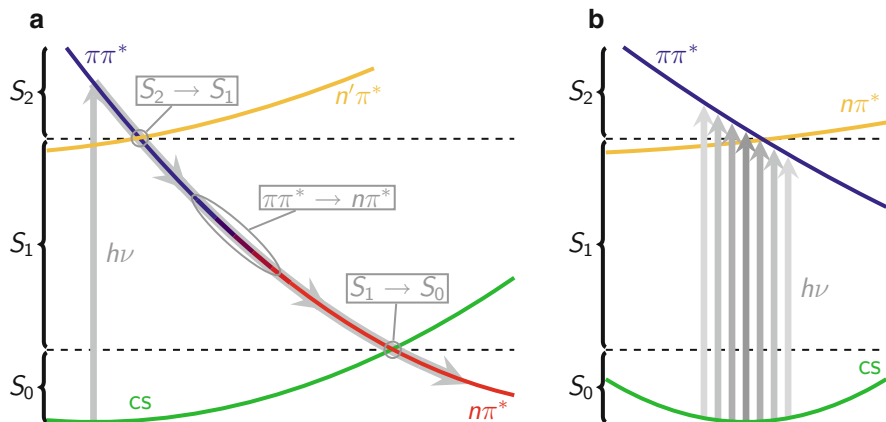 a
ππ*
S₂
S₂ → S₁
n′π*
ππ* → nπ*
S₁
hν
S₁ → S₀
S₀
cs
nπ*
b
ππ*
S₂
nπ*
S₁
hν
S₀
cs